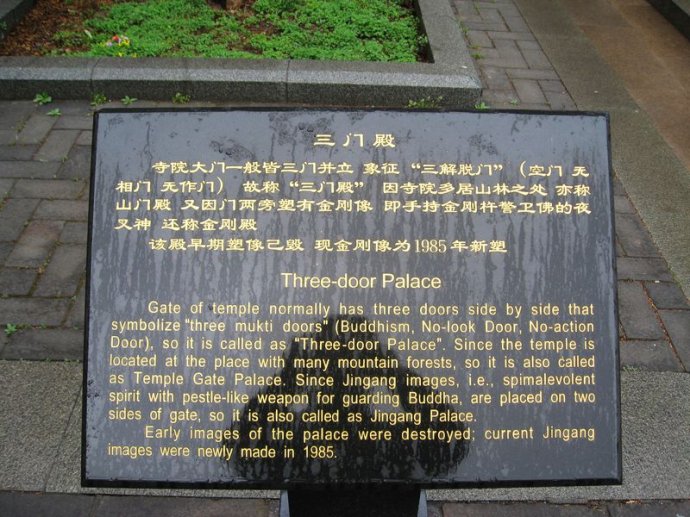 三门殿
寺院大门一般皆三门并立 象征 “三解脱门” （空门 无
相门 无作门） 故称 “三门殿” 因寺院多居山林之处 亦称
山门殿 又因门两旁塑有金刚像 即手持金刚杵警卫佛的夜
叉神 还称金刚殿
该殿早期塑像已毁 现金刚像为1985年新塑
Three-door Palace
Gate of temple normally has three doors side by side that
symbolize "three mukti doors" (Buddhism, No-look Door, No-action
Door), so it is called as "Three-door Palace". Since the temple is
located at the place with many mountain forests, so it is also called
as Temple Gate Palace. Since Jingang images, i.e., spimalevolent
spirit with pestle-like weapon for guarding Buddha, are placed on two
sides of gate, so it is also called as Jingang Palace.
Early images of the palace were destroyed; current Jingang
images were newly made in 1985.